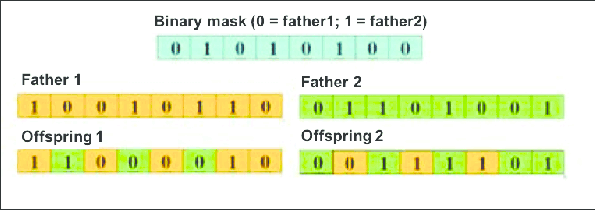 Binary mask (0 = father1; 1 = father2)
0 1 0 1 0 1 0 0
Father 1
1 0 0 1 0 1 1 0
Father 2
0 1 1 0 1 0 0 1
Offspring 1
1 1 0 0 0 0 1 0
Offspring 2
0 0 1 1 1 1 0 1